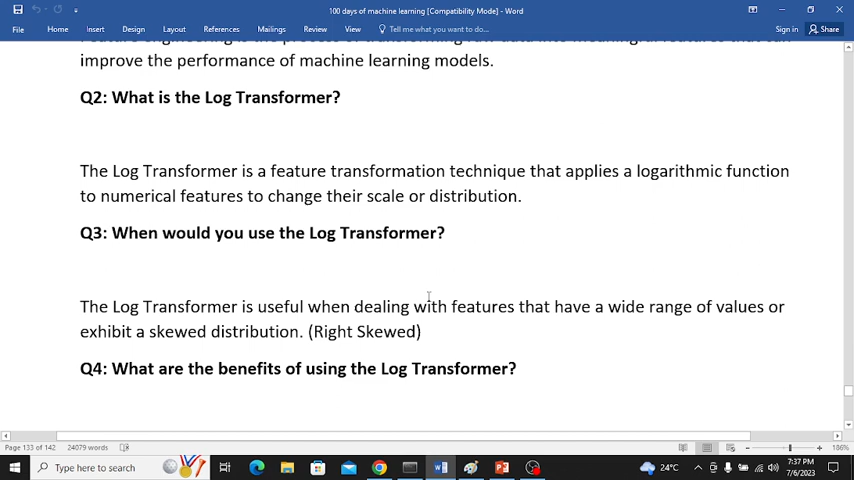 100 days of machine learning [Compatibility Mode] - Word
File Home Insert Design Layout References Mailings Review View Tell me what you want to do... Sign in Share
improve the performance of machine learning models.
Q2: What is the Log Transformer?
The Log Transformer is a feature transformation technique that applies a logarithmic function
to numerical features to change their scale or distribution.
Q3: When would you use the Log Transformer?
The Log Transformer is useful when dealing with features that have a wide range of values or
exhibit a skewed distribution. (Right Skewed)
Q4: What are the benefits of using the Log Transformer?
Page 133 of 142 24079 words 186%
Type here to search 24°C 7:37 PM
7/6/2023